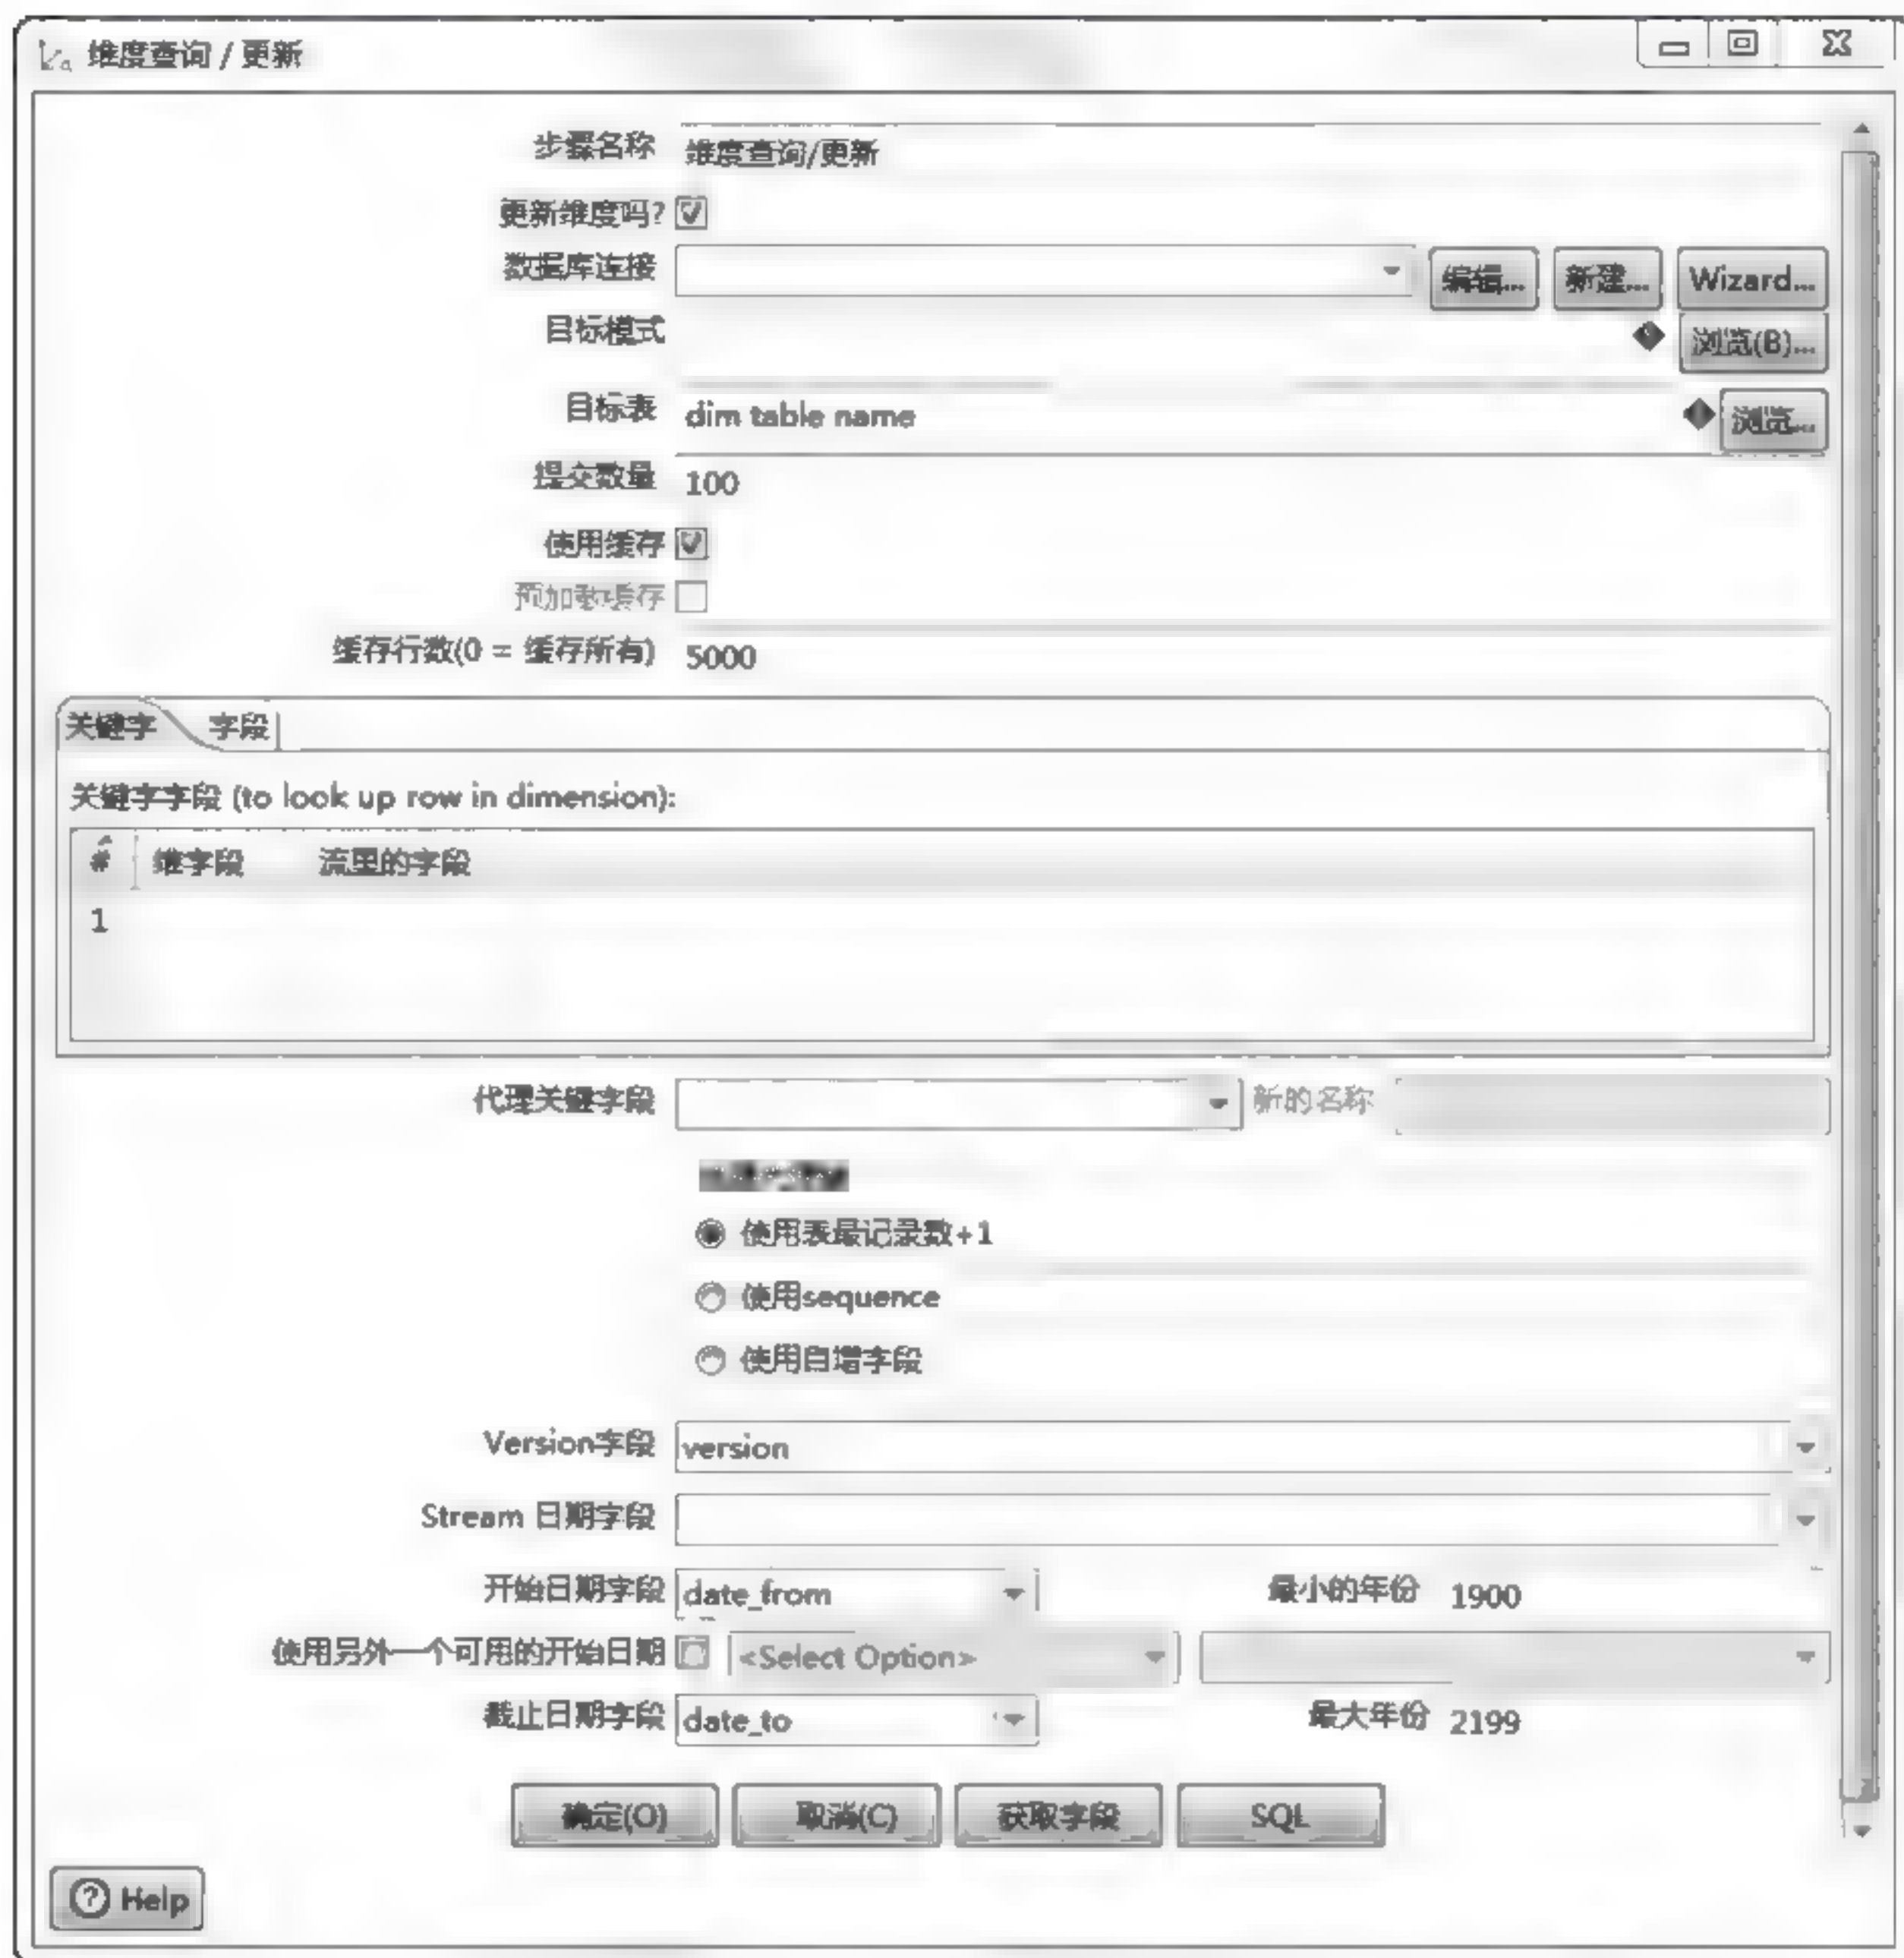 维度查询 / 更新
步骤名称 维度查询/更新
更新维度吗?
数据库连接 编辑... 新建... Wizard...
目标模式 浏览(B)...
目标表 dim table name 浏览...
提交数量 100
使用缓存
预加载缓存
缓存行数(0 = 缓存所有) 5000
关键字 字段
关键字字段 (to look up row in dimension):
# 维字段 流里的字段
1
代理关键字段 新的名称
使用表最记录数+1
使用sequence
使用自增字段
Version字段 version
Stream 日期字段
开始日期字段 date_from 最小的年份 1900
使用另外一个可用的开始日期 <Select Option>
截止日期字段 date_to 最大年份 2199
确定(O) 取消(C) 获取字段 SQL
Help